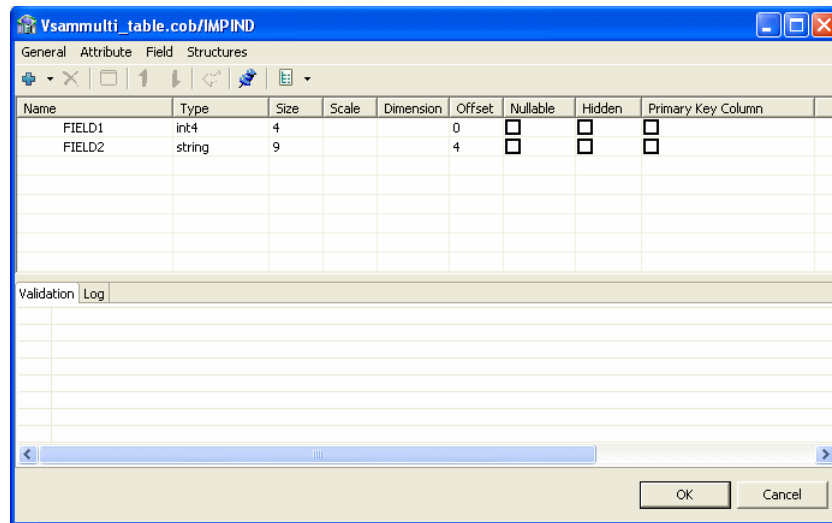 Vsammulti_table.cob/IMPIND
General Attribute Field Structures
Name Type Size Scale Dimension Offset Nullable Hidden Primary Key Column
FIELD1 int4 4 0
FIELD2 string 9 4
Validation Log
OK Cancel